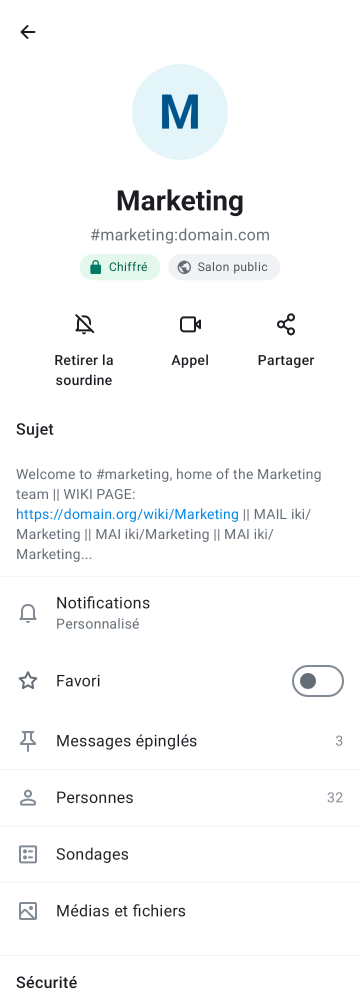 M
Marketing
#marketing:domain.com
Chiffré
Salon public
Retirer la
sourdine
Appel
Partager
Sujet
Welcome to #marketing, home of the Marketing
team || WIKI PAGE:
https://domain.org/wiki/Marketing || MAIL iki/
Marketing || MAI iki/Marketing || MAI iki/
Marketing...
Notifications
Personnalisé
Favori
Messages épinglés 3
Personnes 32
Sondages
Médias et fichiers
Sécurité